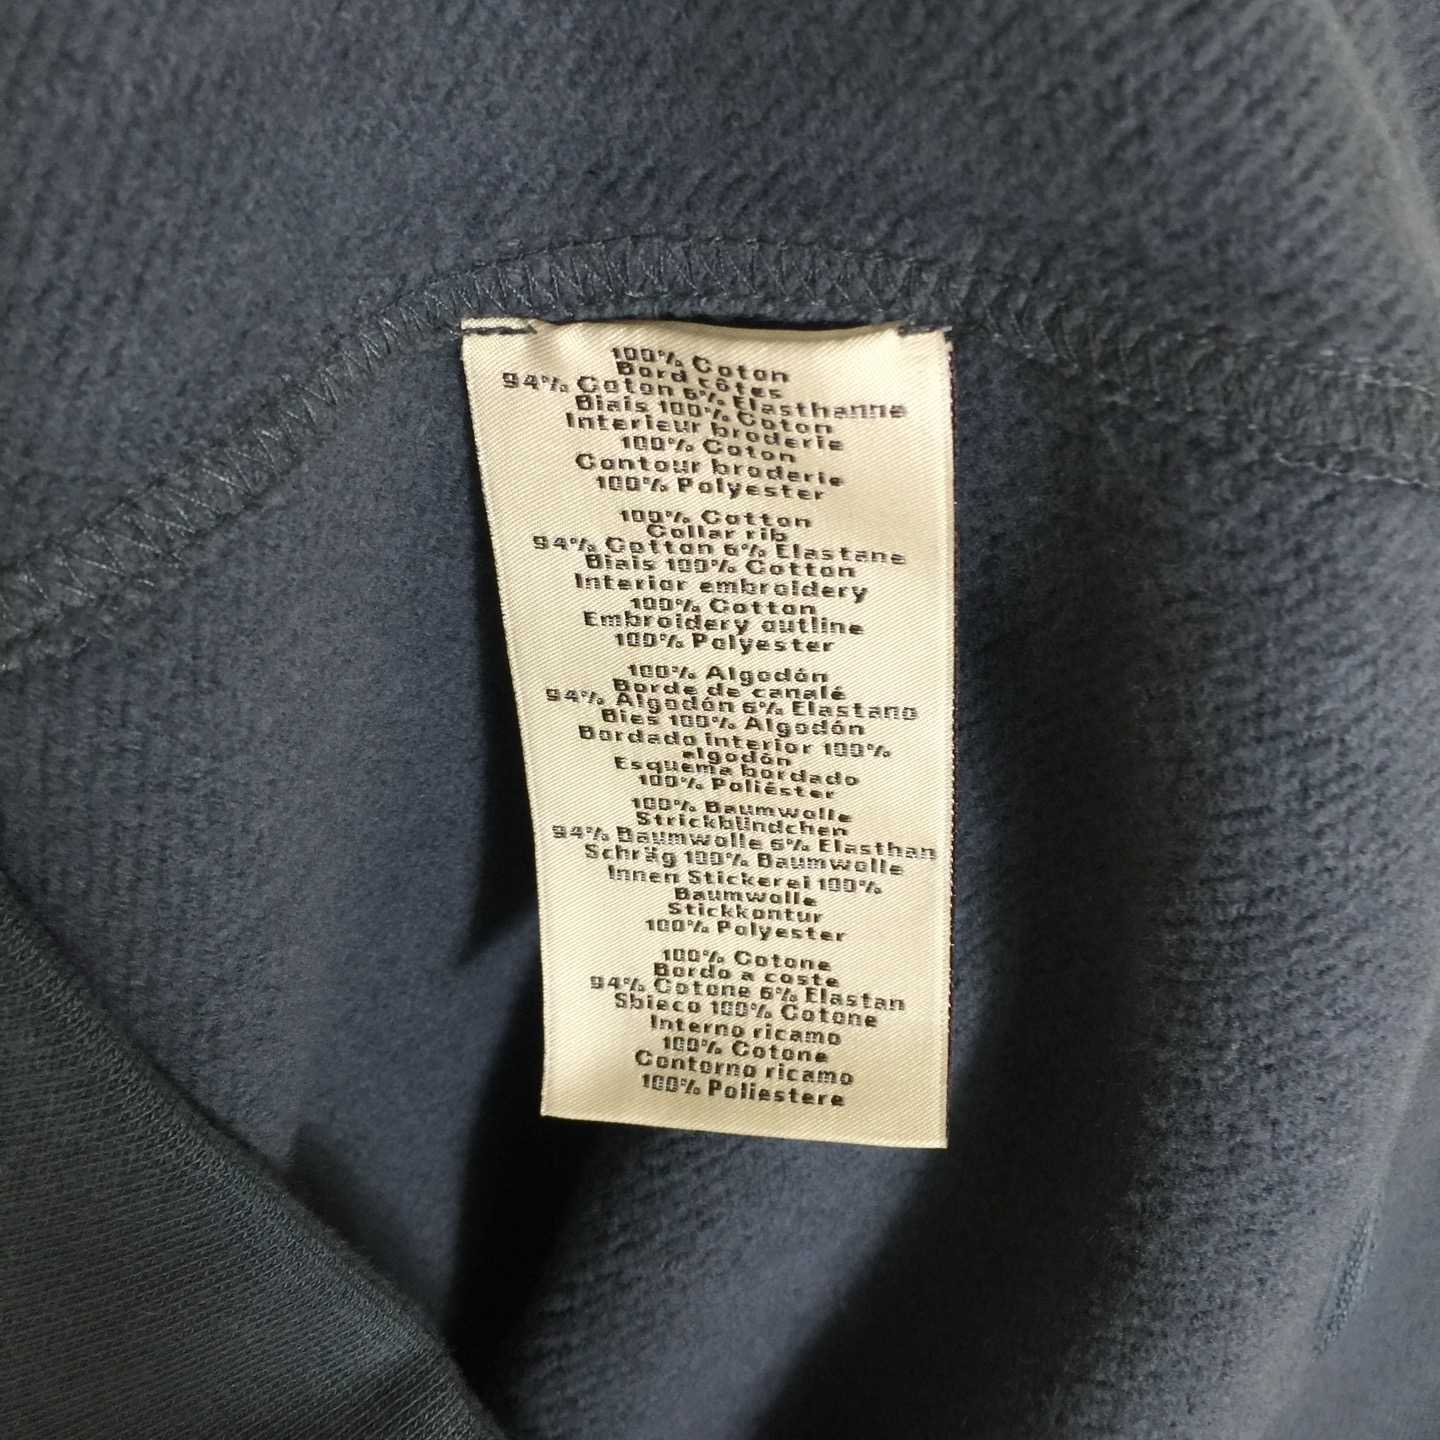 100% Coton
Bord côtes
94% Coton 6% Elasthanne
Biais 100% Coton
Interieur broderie
100% Coton
Contour broderie
100% Polyester
100% Cotton
Collar rib
94% Cotton 6% Elastane
Biais 100% Cotton
Interior embroidery
100% Cotton
Embroidery outline
100% Polyester
100% Algodón
Borde de canalé
94% Algodón 6% Elastano
Bies 100% Algodón
Bordado interior 100%
algodón
Esquema bordado
100% Poliéster
100% Baumwolle
Strickbündchen
94% Baumwolle 6% Elasthan
Schräg 100% Baumwolle
Innen Stickerei 100%
Baumwolle
Stickkontur
100% Polyester
100% Cotone
Bordo a coste
94% Cotone 6% Elastan
Sbieco 100% Cotone
Interno ricamo
100% Cotone
Contorno ricamo
100% Poliestere